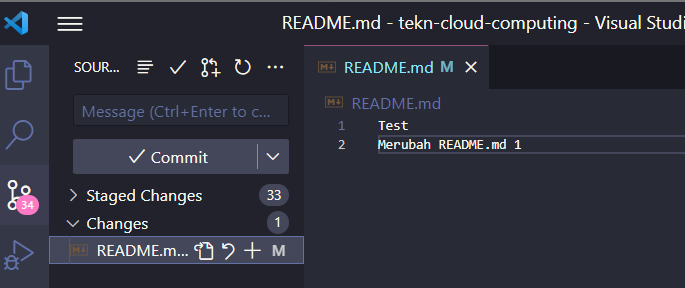 README.md - tekn-cloud-computing - Visual Studi
SOUR...
README.md M
Message (Ctrl+Enter to c...
README.md
Commit
1 Test
2 Merubah README.md 1
Staged Changes 33
34
Changes 1
README.m... M